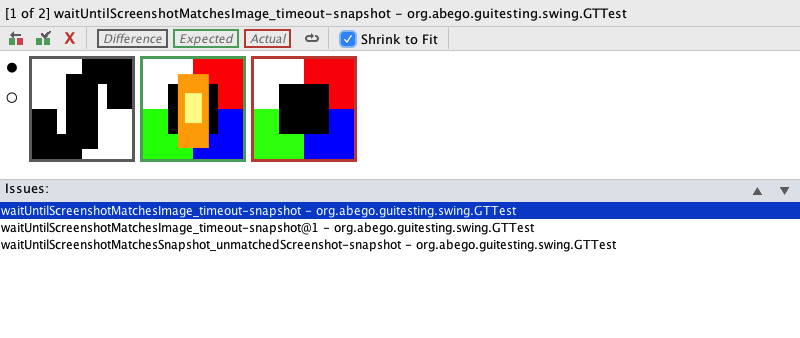 [1 of 2] waitUntilScreenshotMatchesImage_timeout-snapshot – org.abego.guitesting.swing.GTTest
X Difference Expected Actual Shrink to Fit
Issues:
waitUntilScreenshotMatchesImage_timeout-snapshot – org.abego.guitesting.swing.GTTest
waitUntilScreenshotMatchesImage_timeout-snapshot@1 – org.abego.guitesting.swing.GTTest
waitUntilScreenshotMatchesSnapshot_unmatchedScreenshot-snapshot – org.abego.guitesting.swing.GTTest